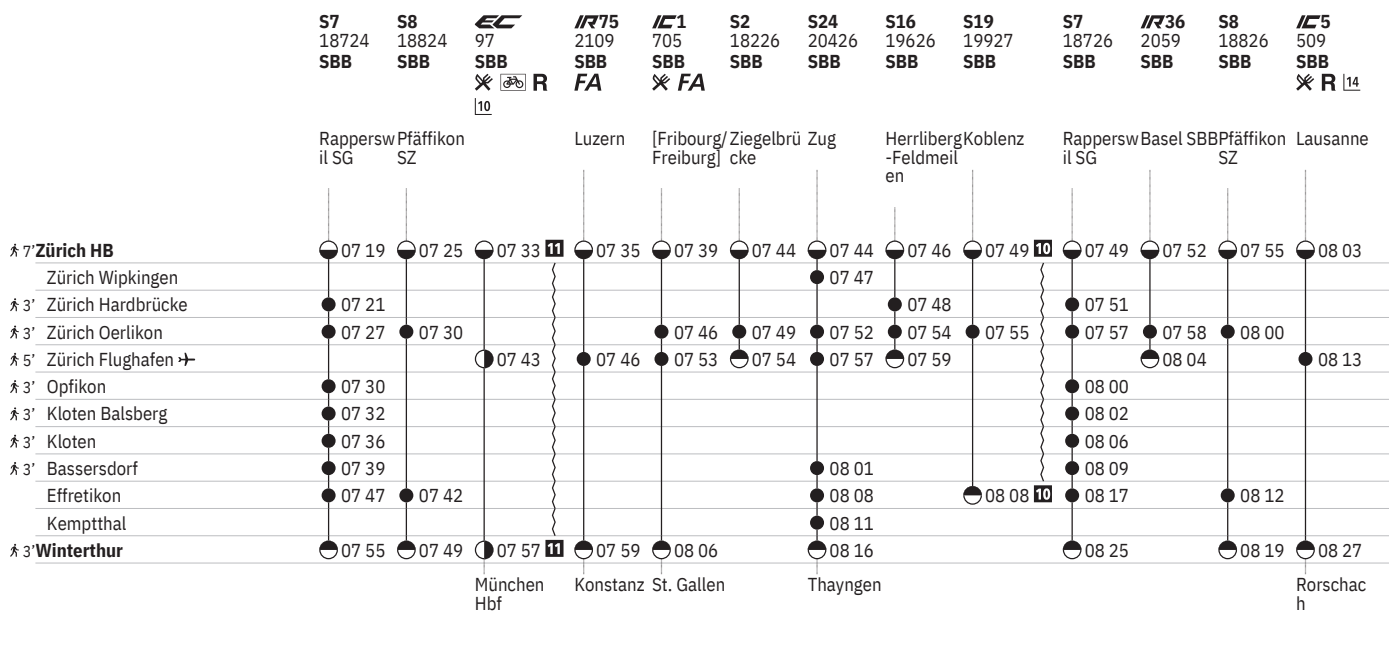 S7 S8 EC IR75 IC1 S2 S24 S16 S19 S7 IR36 S8 IC5
18724 18824 97 2109 705 18226 20426 19626 19927 18726 2059 18826 509
SBB SBB SBB SBB SBB SBB SBB SBB SBB SBB SBB SBB SBB
R FA FA R 14
10
Rappersw Pfäffikon Luzern [Fribourg/ Ziegelbrü Zug Herrliberg Koblenz Rappersw Basel SBB Pfäffikon Lausanne
il SG SZ Freiburg] cke -Feldmeil il SG SZ
en
7’ Zürich HB 07 19 07 25 07 33 11 07 35 07 39 07 44 07 44 07 46 07 49 10 07 49 07 52 07 55 08 03
Zürich Wipkingen 07 47
3’ Zürich Hardbrücke 07 21 07 48 07 51
3’ Zürich Oerlikon 07 27 07 30 07 46 07 49 07 52 07 54 07 55 07 57 07 58 08 00
5’ Zürich Flughafen 07 43 07 46 07 53 07 54 07 57 07 59 08 04 08 13
3’ Opfikon 07 30 08 00
3’ Kloten Balsberg 07 32 08 02
3’ Kloten 07 36 08 06
3’ Bassersdorf 07 39 08 01 08 09
Effretikon 07 47 07 42 08 08 08 08 10 08 17 08 12
Kemptthal 08 11
3’ Winterthur 07 55 07 49 07 57 11 07 59 08 06 08 16 08 25 08 19 08 27
München Konstanz St. Gallen Thayngen Rorschac
Hbf h